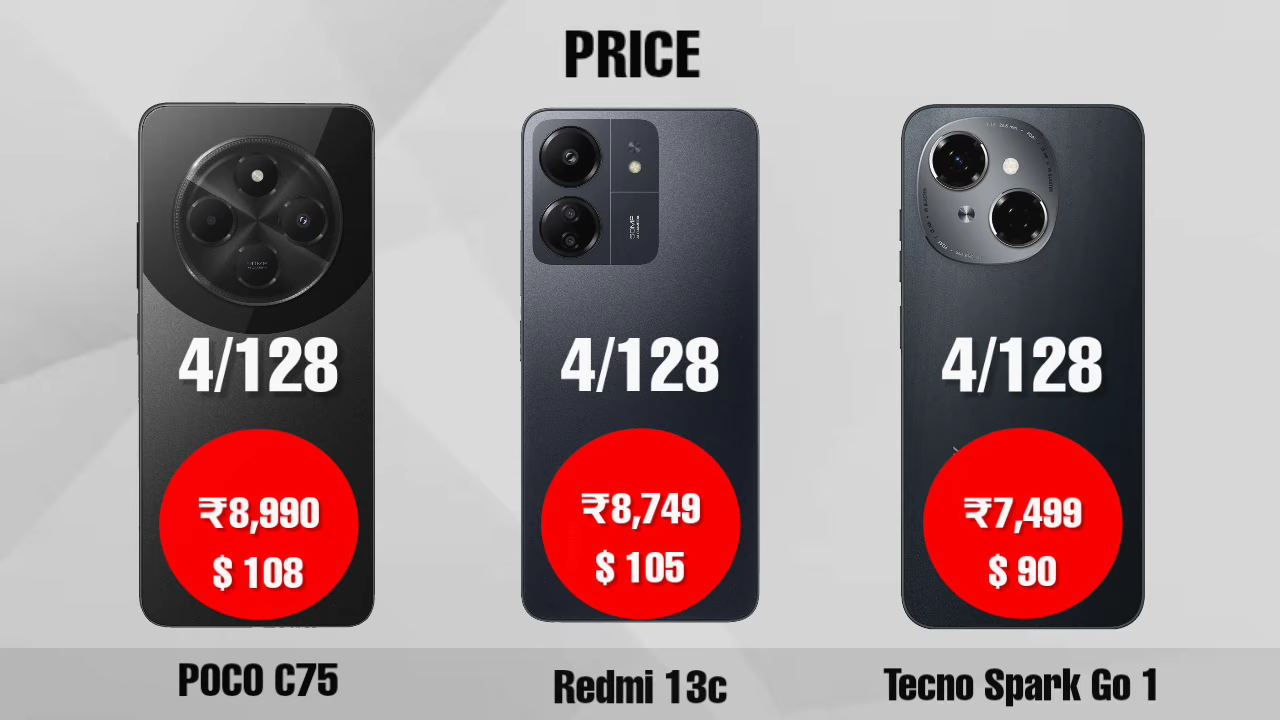 PRICE
4/128
₹8,990
$ 108
POCO C75
4/128
₹8,749
$ 105
Redmi 13c
4/128
₹7,499
$ 90
Tecno Spark Go 1